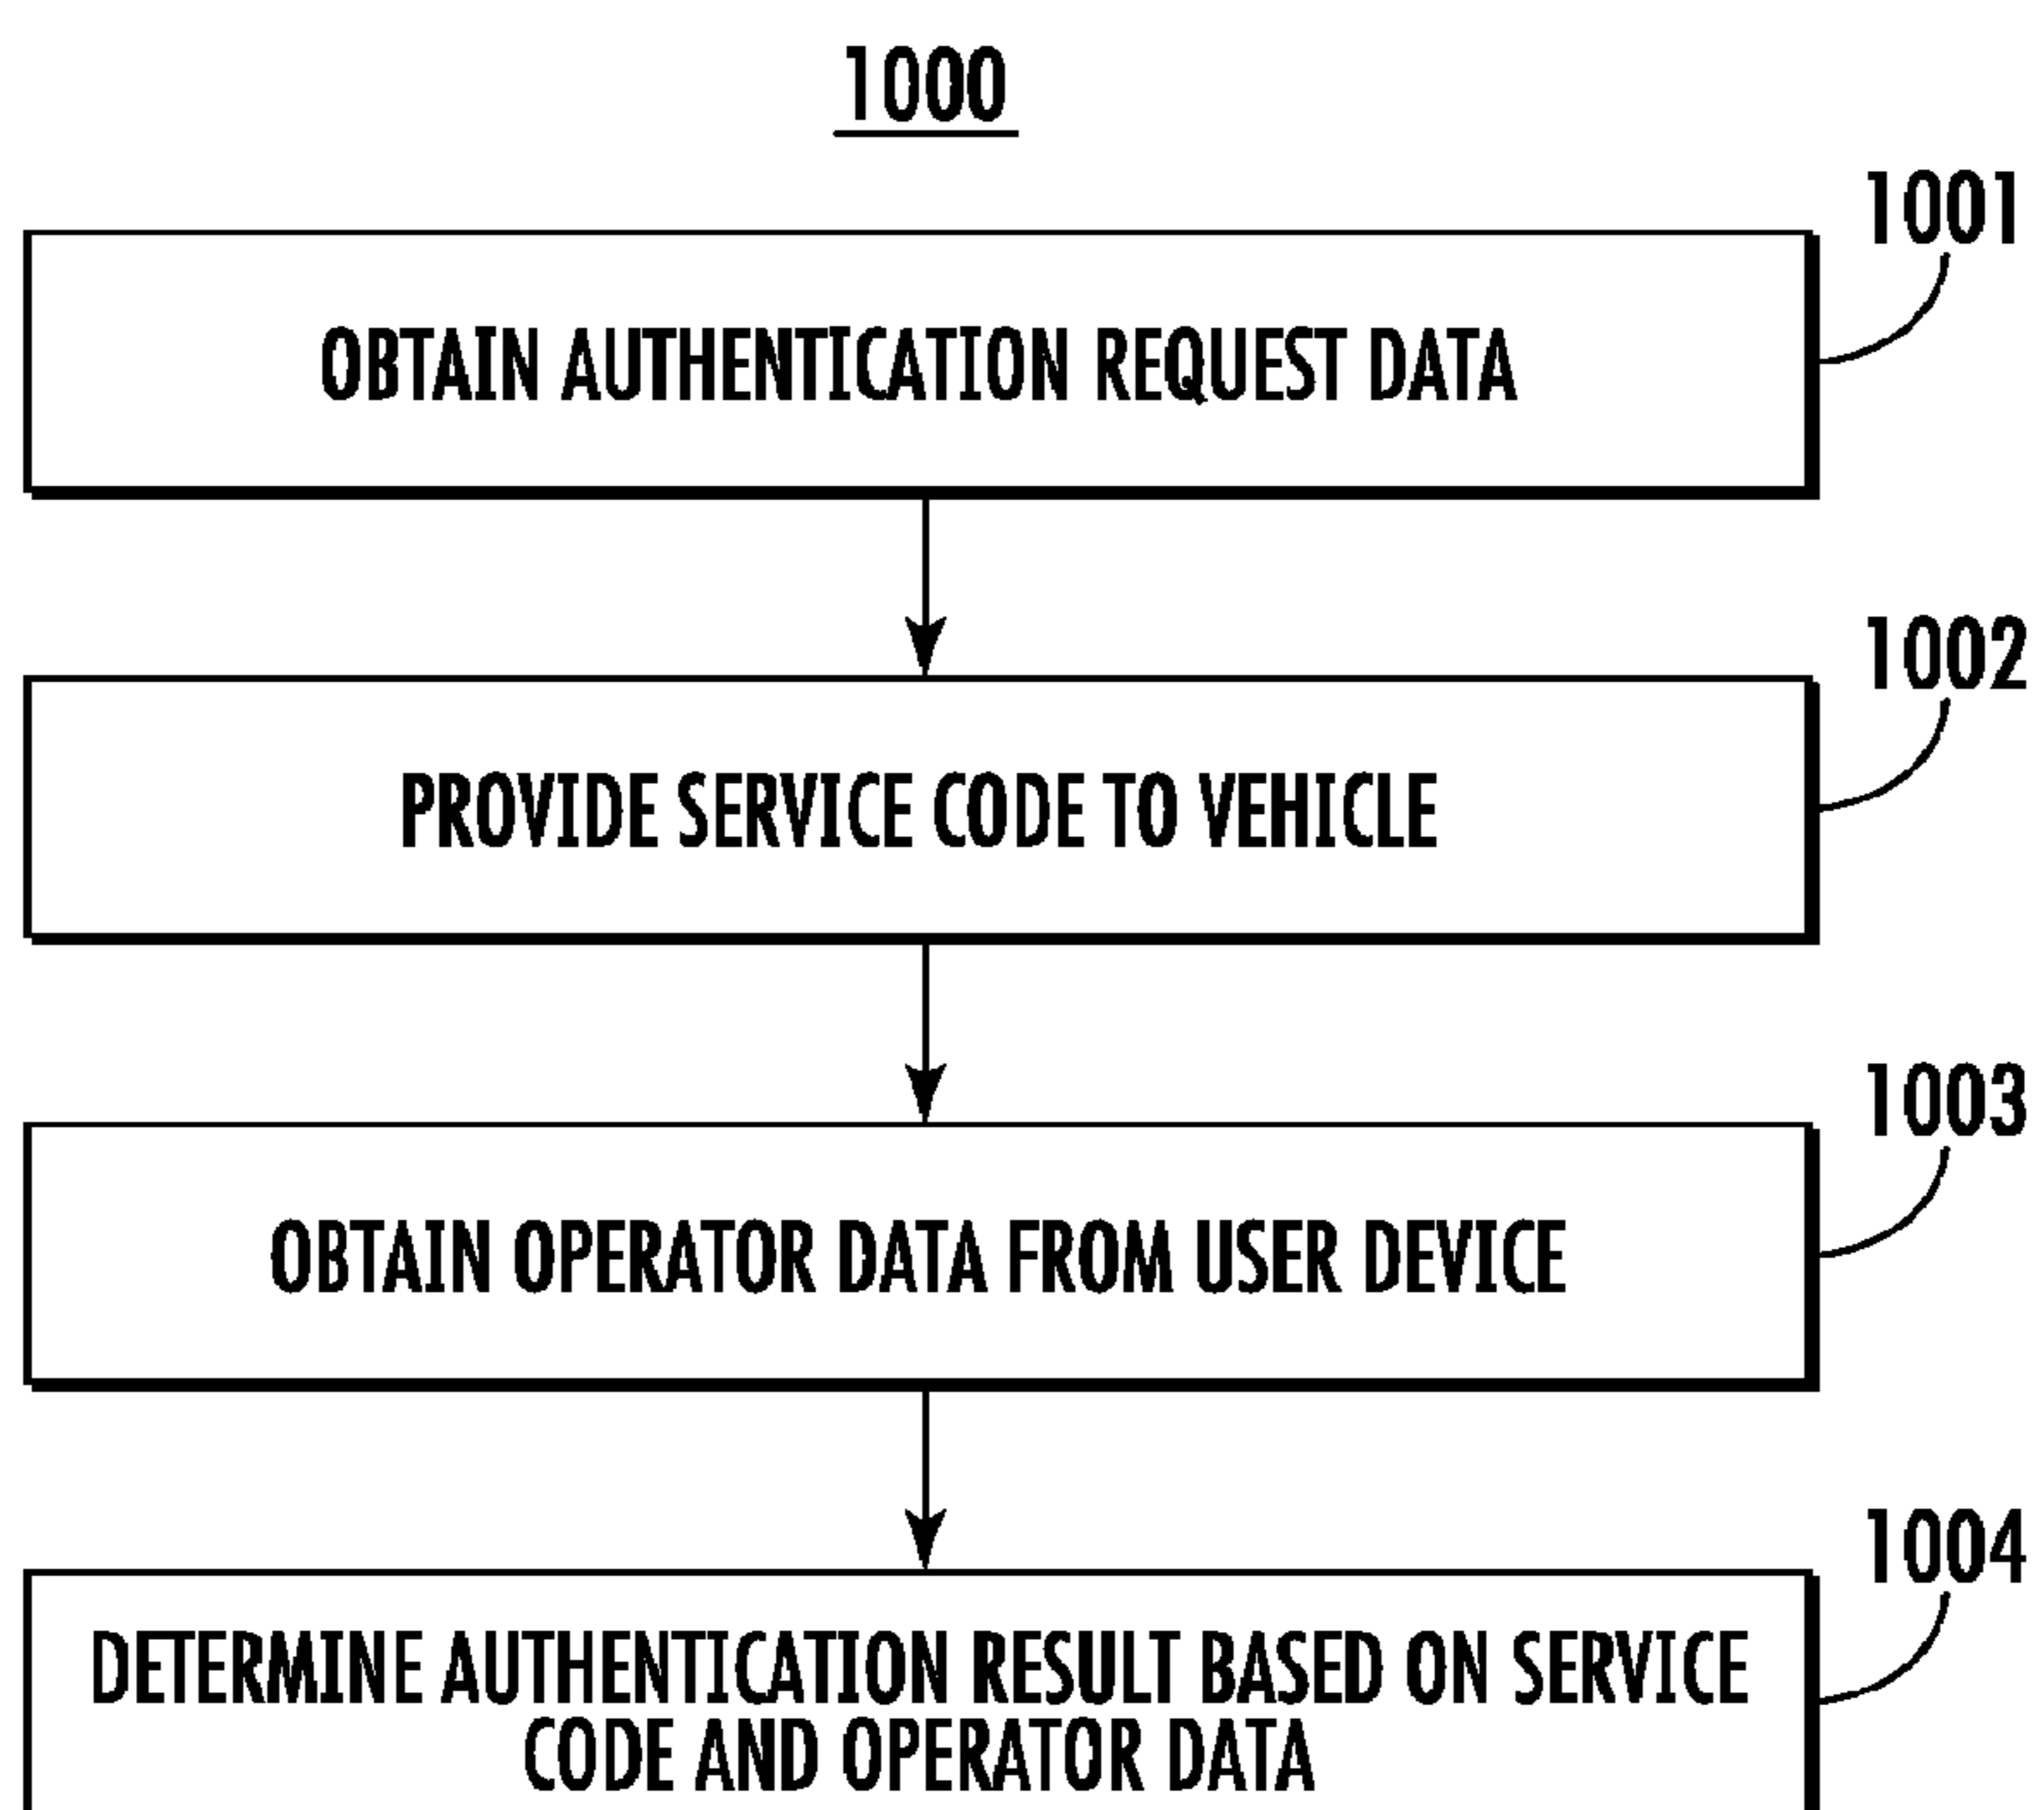 1000
1001
OBTAIN AUTHENTICATION REQUEST DATA
1002
PROVIDE SERVICE CODE TO VEHICLE
1003
OBTAIN OPERATOR DATA FROM USER DEVICE
1004
DETERMINE AUTHENTICATION RESULT BASED ON SERVICE
CODE AND OPERATOR DATA